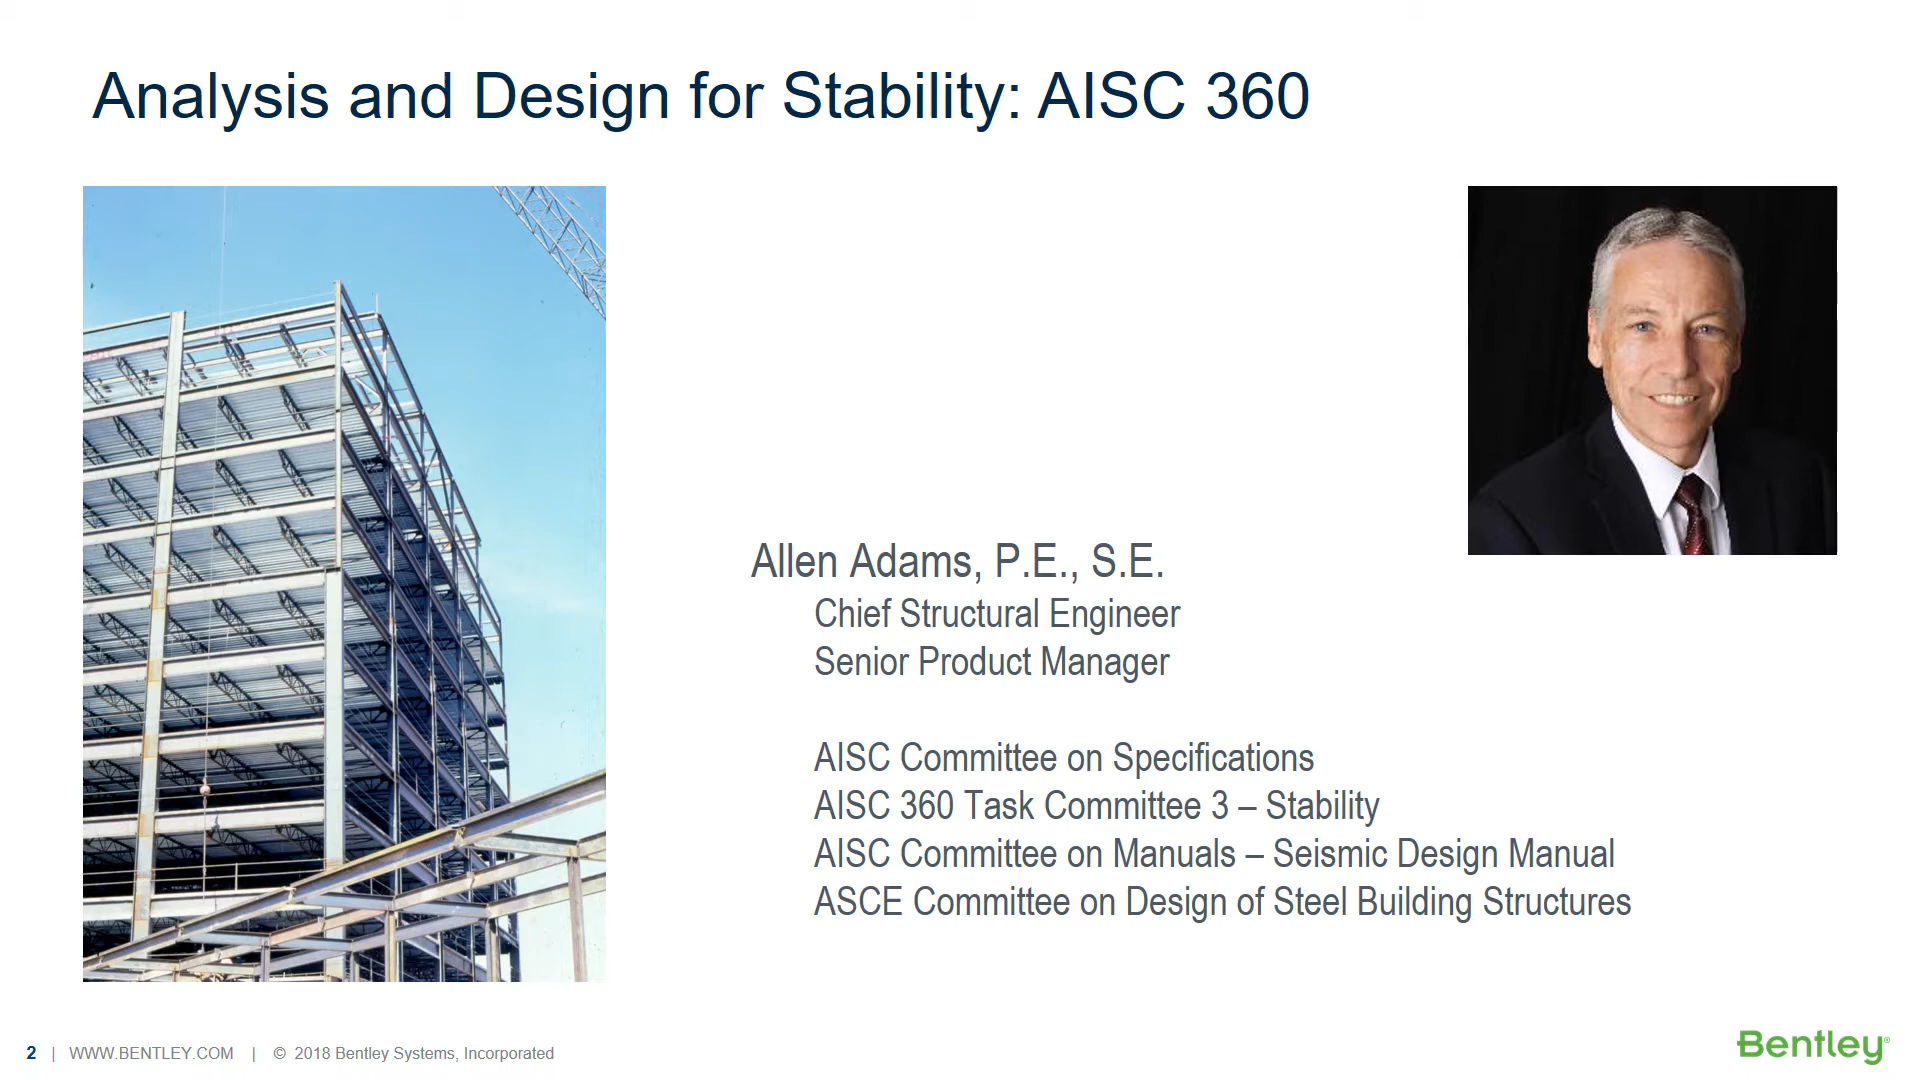 Analysis and Design for Stability: AISC 360
Allen Adams, P.E., S.E.
Chief Structural Engineer
Senior Product Manager
AISC Committee on Specifications
AISC 360 Task Committee 3 – Stability
AISC Committee on Manuals – Seismic Design Manual
ASCE Committee on Design of Steel Building Structures
2 | WWW.BENTLEY.COM | © 2018 Bentley Systems, Incorporated
Bentley®